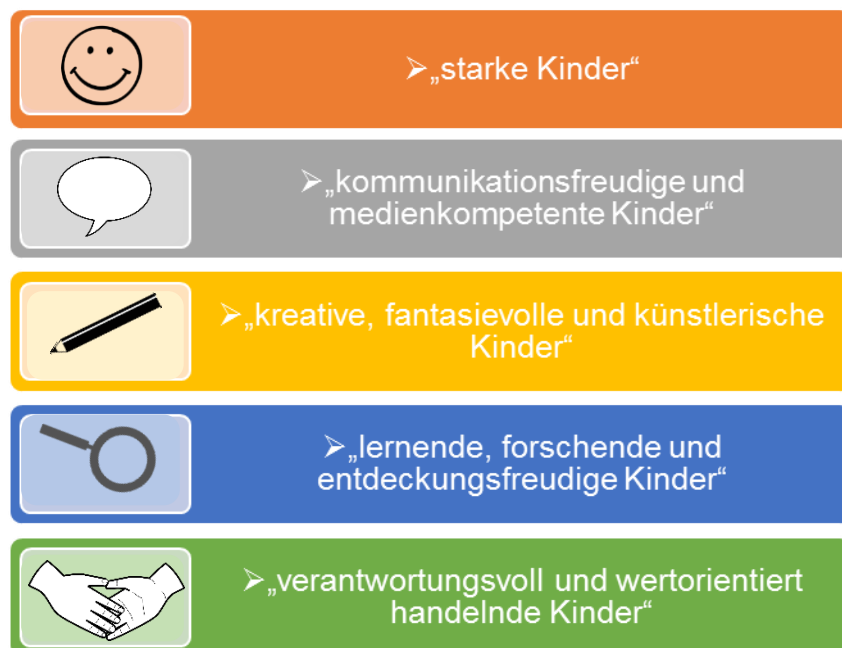 ➢„starke Kinder“
➢„kommunikationsfreudige und
medienkompetente Kinder“
➢„kreative, fantasievolle und künstlerische
Kinder“
➢„lernende, forschende und
entdeckungsfreudige Kinder“
➢„verantwortungsvoll und wertorientiert
handelnde Kinder“